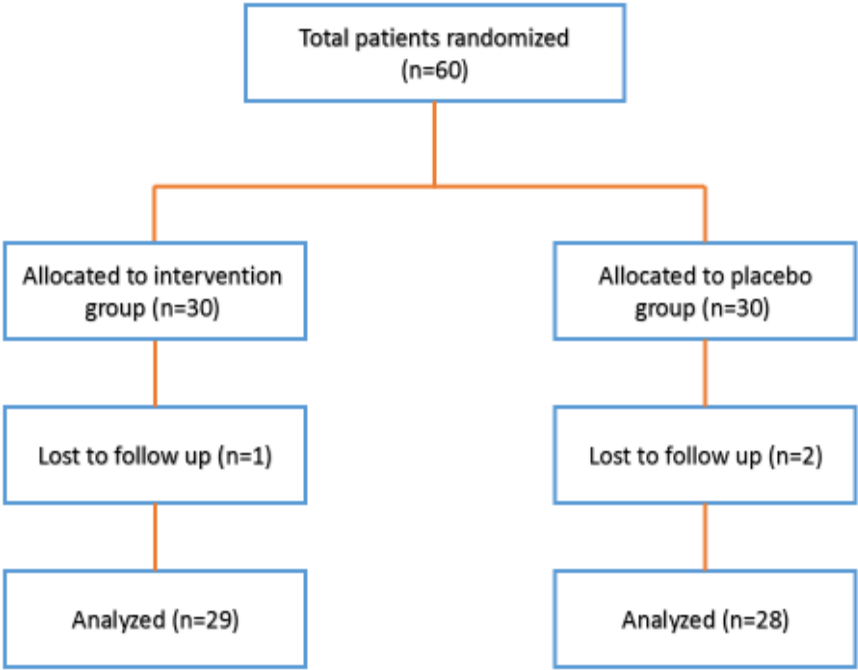 Total patients randomized
(n=60)
Allocated to intervention
group (n=30)
Allocated to placebo
group (n=30)
Lost to follow up (n=1)
Lost to follow up (n=2)
Analyzed (n=29)
Analyzed (n=28)